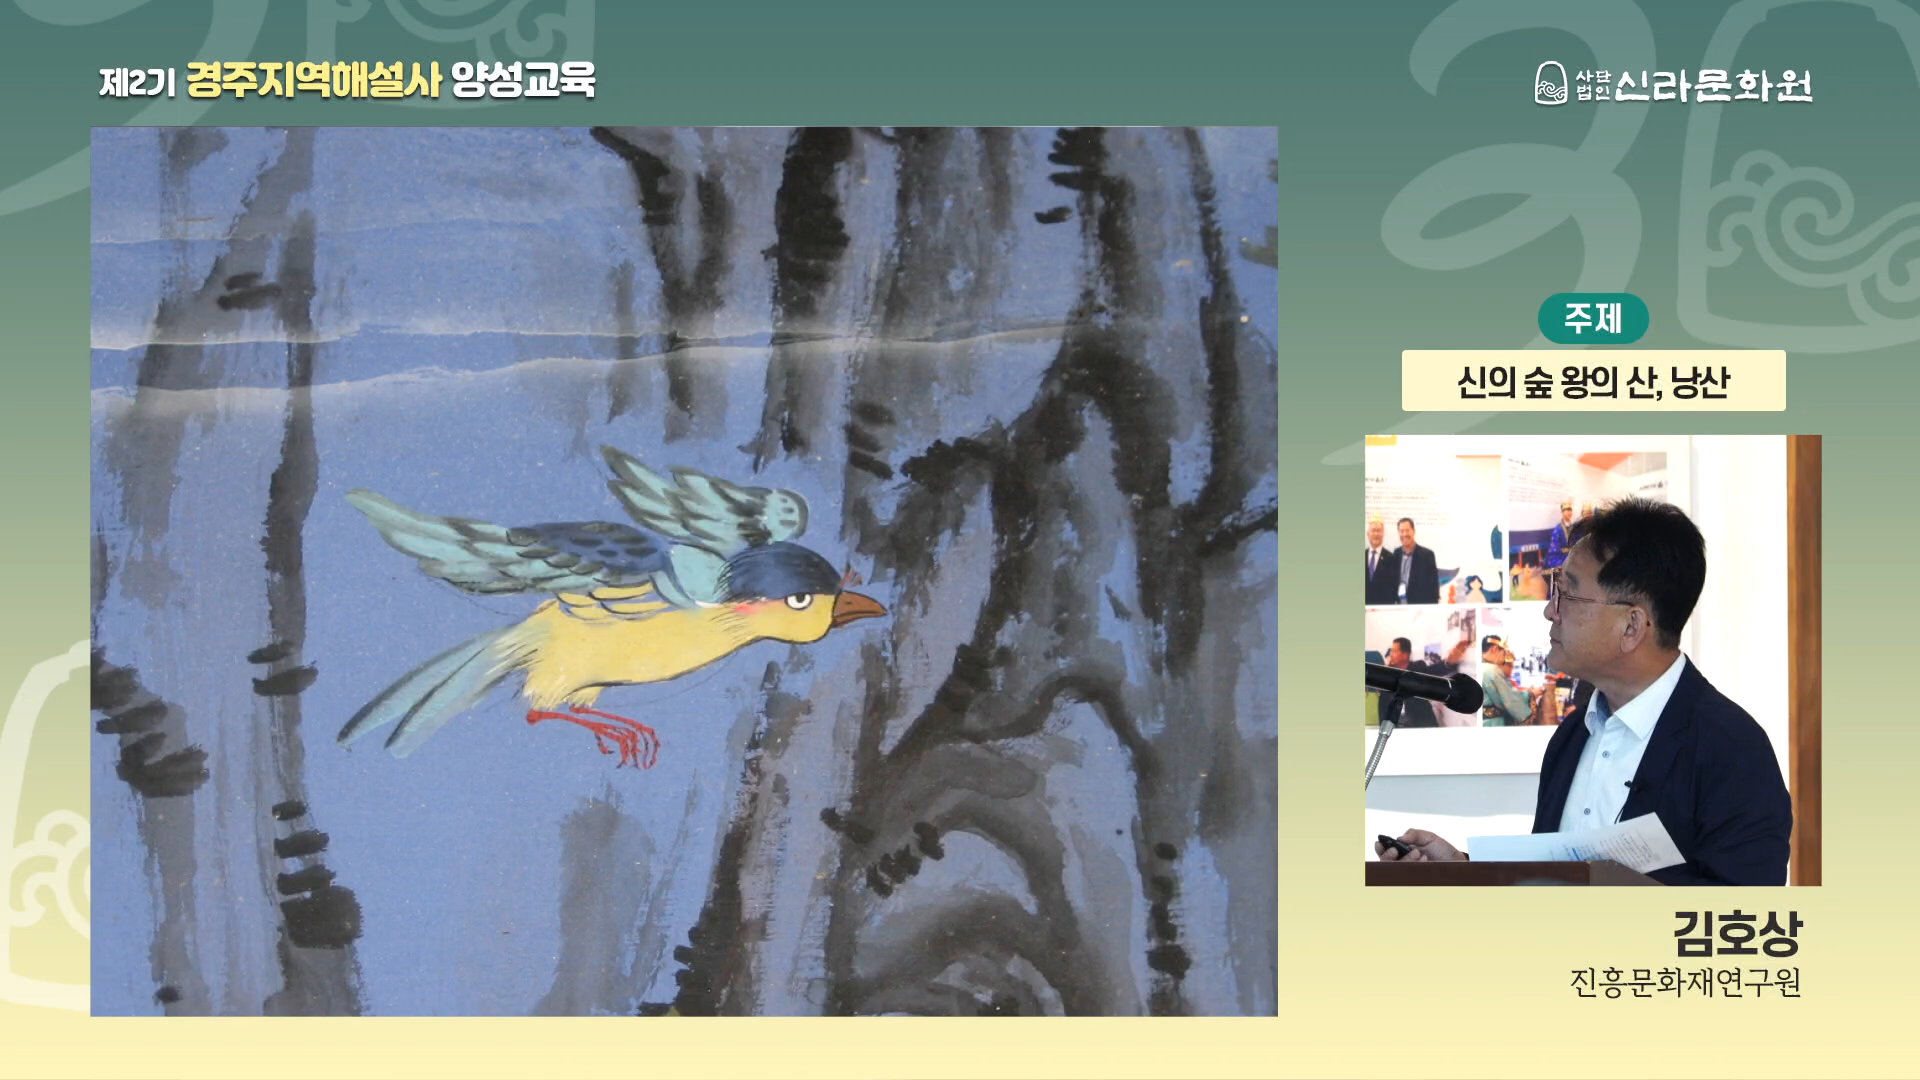 제2기 경주지역해설사 양성교육
사단법인 신라문화원
주제
신의 숲 왕의 산, 낭산
김호상
진흥문화재연구원